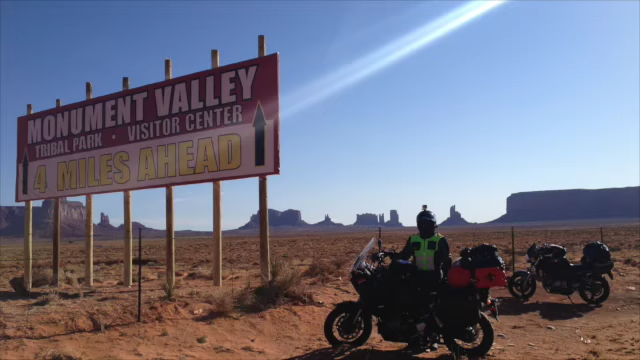 MONUMENT VALLEY
TRIBAL PARK • VISITOR CENTER
4 MILES AHEAD